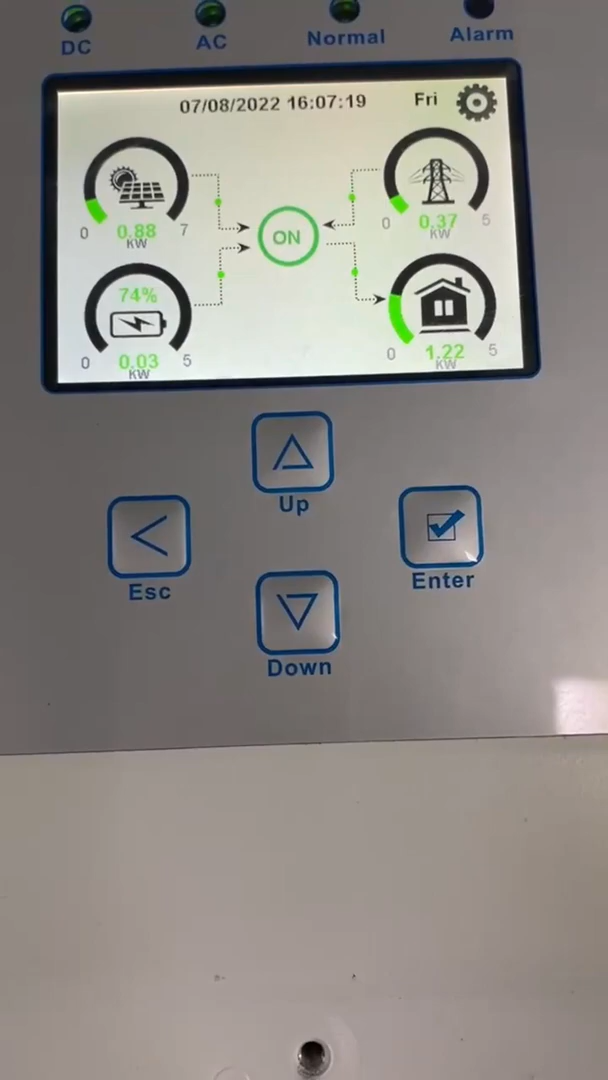 DC AC Normal Alarm
07/08/2022 16:07:19 Fri
0 0.88 7
KW
0 0.37 5
KW
ON
74%
0 0.03 5
KW
0 1.22 5
KW
Up
Esc
Enter
Down